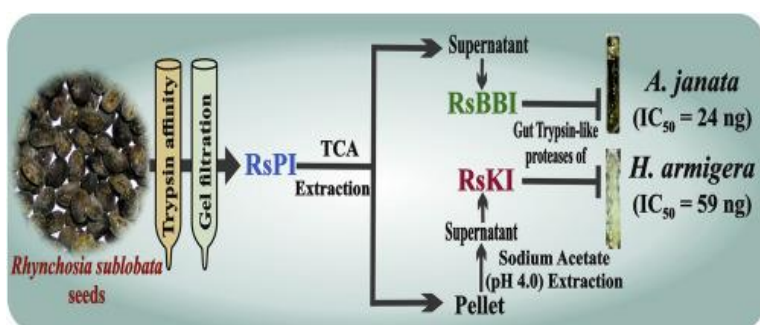 Rhynchosia sublobata
seeds
Trypsin affinity
Gel filtration
RsPI
TCA
Extraction
Supernatant
RsBBI
Gut Trypsin-like
proteases of
RsKI
Supernatant
Sodium Acetate
(pH 4.0) Extraction
Pellet
A. janata
(IC₅₀ = 24 ng)
H. armigera
(IC₅₀ = 59 ng)